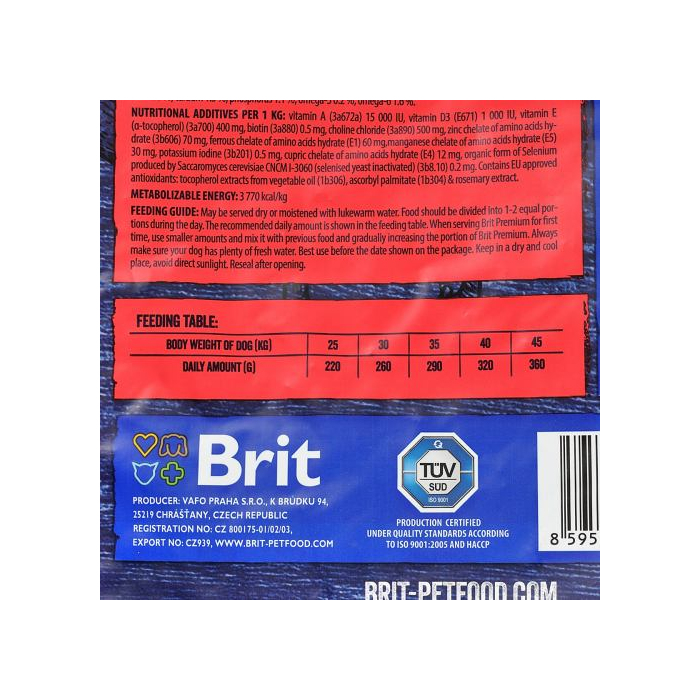 phosphorus 1.1 %, omega-3 0.2 %, omega-6 1.6 %.
NUTRITIONAL ADDITIVES PER 1 KG: vitamin A (3a672a) 15 000 IU, vitamin D3 (E671) 1 000 IU, vitamin E
(α-tocopherol) (3a700) 400 mg, biotin (3a880) 0.5 mg, choline chloride (3a890) 500 mg, zinc chelate of amino acids hy-
drate (3b606) 70 mg, ferrous chelate of amino acids hydrate (E1) 60 mg,manganese chelate of amino acids hydrate (E5)
30 mg, potassium iodine (3b201) 0.5 mg, cupric chelate of amino acids hydrate (E4) 12 mg, organic form of Selenium
produced by Saccaromyces cerevisiae CNCM I-3060 (selenised yeast inactivated) (3b8.10) 0.2 mg. Contains EU approved
antioxidants: tocopherol extracts from vegetable oil (1b306), ascorbyl palmitate (1b304) & rosemary extract.
METABOLIZABLE ENERGY: 3 770 kcal/kg
FEEDING GUIDE: May be served dry or moistened with lukewarm water. Food should be divided into 1-2 equal por-
tions during the day. The recommended daily amount is shown in the feeding table. When serving Brit Premium for first
time, use smaller amounts and mix it with previous food and gradually increasing the portion of Brit Premium. Always
make sure your dog has plenty of fresh water. Best use before the date shown on the package. Keep in a dry and cool
place, avoid direct sunlight. Reseal after opening.
FEEDING TABLE:
BODY WEIGHT OF DOG (KG) 25 30 35 40 45
DAILY AMOUNT (G) 220 260 290 320 360
Brit
PRODUCER: VAFO PRAHA S.R.O., K BRŮDKU 94,
25219 CHRÁŠŤANY, CZECH REPUBLIC
REGISTRATION NO: CZ 800175-01/02/03,
EXPORT NO: CZ939, WWW.BRIT-PETFOOD.COM
Q
TÜV
SÜD
ISO 9001
PRODUCTION CERTIFIED
UNDER QUALITY STANDARDS ACCORDING
TO ISO 9001:2005 AND HACCP
8 595
BRIT-PETFOOD.COM